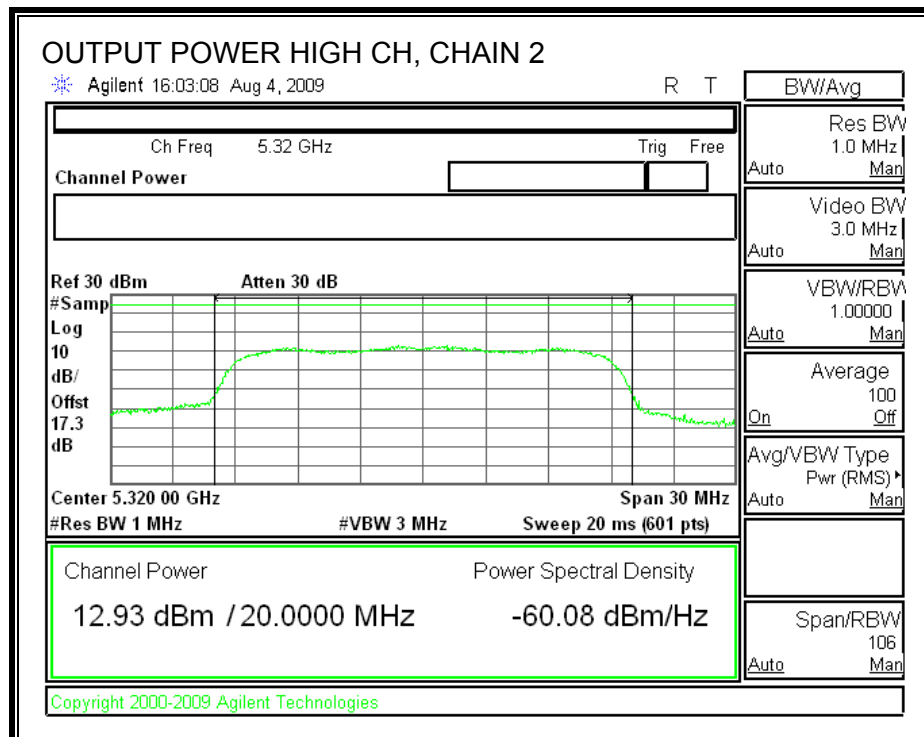 OUTPUT POWER HIGH CH, CHAIN 2
Agilent 16:03:08 Aug 4, 2009 R T
BW/Avg
Ch Freq 5.32 GHz Trig Free
Channel Power
Res BW
1.0 MHz
Auto Man
Video BW
3.0 MHz
Auto Man
Ref 30 dBm Atten 30 dB
#Samp
Log
10
dB/
Offst
17.3
dB
VBW/RBW
1.00000
Auto Man
Average
100
On Off
Avg/VBW Type
Pwr (RMS)
Auto Man
Center 5.320 00 GHz Span 30 MHz
#Res BW 1 MHz #VBW 3 MHz Sweep 20 ms (601 pts)
Channel Power Power Spectral Density
12.93 dBm / 20.0000 MHz -60.08 dBm/Hz
Span/RBW
106
Auto Man
Copyright 2000-2009 Agilent Technologies